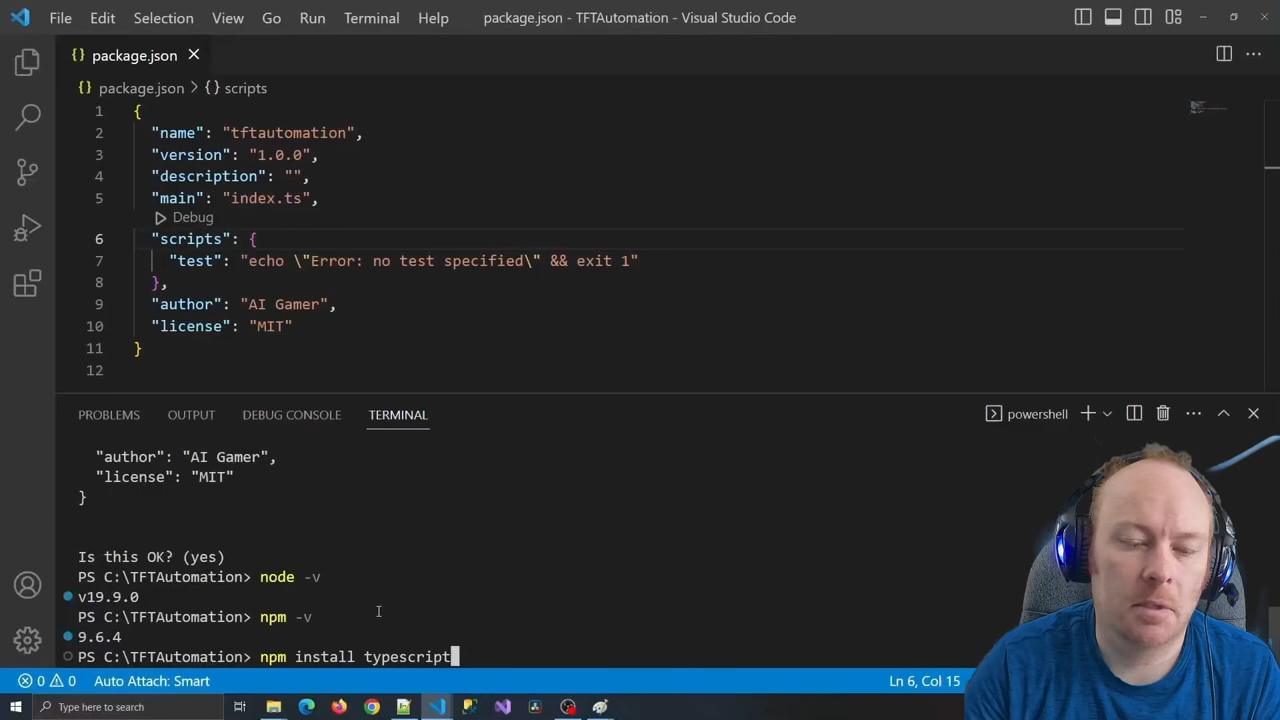 File Edit Selection View Go Run Terminal Help package.json - TFTAutomation - Visual Studio Code
{} package.json
{} package.json > {} scripts
1 {
2 "name": "tftautomation",
3 "version": "1.0.0",
4 "description": "",
5 "main": "index.ts",
Debug
6 "scripts": {
7 "test": "echo \"Error: no test specified\" && exit 1"
8 },
9 "author": "AI Gamer",
10 "license": "MIT"
11 }
12
PROBLEMS OUTPUT DEBUG CONSOLE TERMINAL powershell
"author": "AI Gamer",
"license": "MIT"
}
Is this OK? (yes)
PS C:\TFTAutomation> node -v
v19.9.0
PS C:\TFTAutomation> npm -v
9.6.4
PS C:\TFTAutomation> npm install typescript
0 0 Auto Attach: Smart Ln 6, Col 15
Type here to search